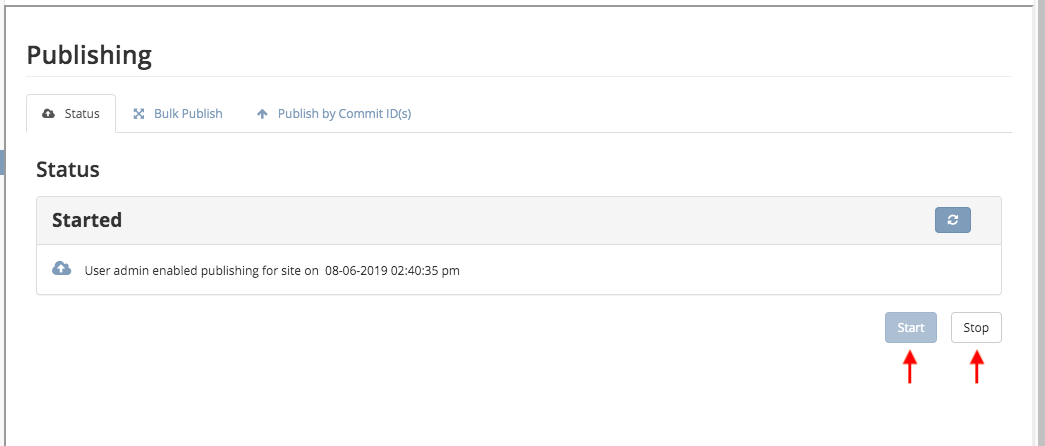 Publishing
Status Bulk Publish Publish by Commit ID(s)
Status
Started
User admin enabled publishing for site on 08-06-2019 02:40:35 pm
Start Stop